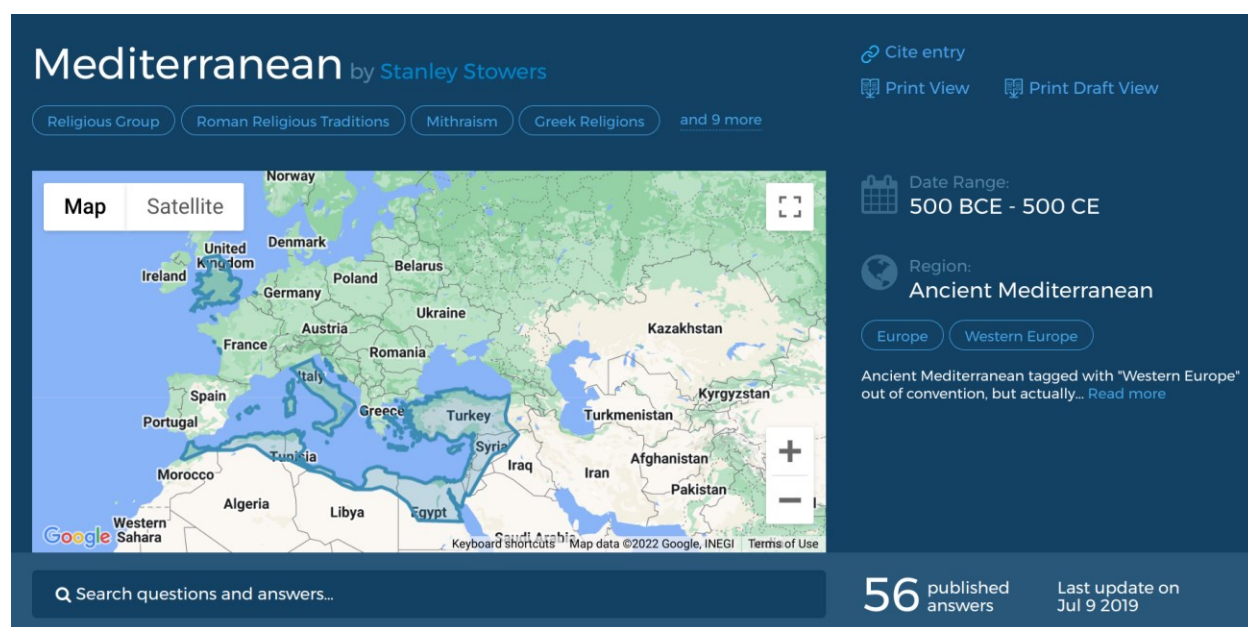 Mediterranean by Stanley Stowers
Religious Group Roman Religious Traditions Mithraism Greek Religions and 9 more
Cite entry
Print View Print Draft View
Map Satellite
Norway
Denmark
United
Kingdom
Ireland
Belarus
Poland
Germany
Ukraine
Austria
Kazakhstan
France
Romania
Italy
Spain
Kyrgyzstan
Greece
Turkey
Turkmenistan
Portugal
Syria
Tunisia
Afghanistan
Iraq
Iran
Morocco
Pakistan
Algeria
Libya
Egypt
Western
Sahara
Saudi Arabia
Google
Keyboard shortcuts Map data ©2022 Google, INEGI Terms of Use
Date Range:
500 BCE - 500 CE
Region:
Ancient Mediterranean
Europe Western Europe
Ancient Mediterranean tagged with "Western Europe"
out of convention, but actually... Read more
Search questions and answers...
56 published
answers
Last update on
Jul 9 2019